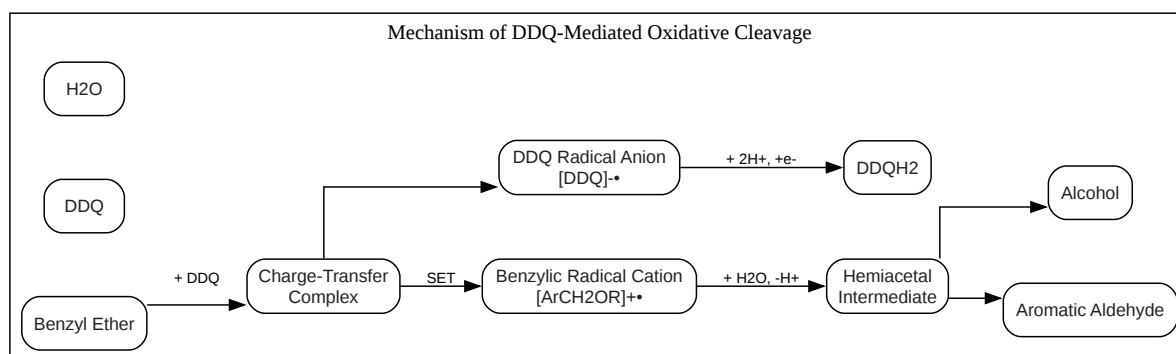 Mechanism of DDQ-Mediated Oxidative Cleavage
H2O
DDQ
Benzyl Ether
+ DDQ
Charge-Transfer
Complex
SET
DDQ Radical Anion
[DDQ]-•
+ 2H+, +e-
DDQH2
Benzylic Radical Cation
[ArCH2OR]+•
+ H2O, -H+
Hemiacetal
Intermediate
Alcohol
Aromatic Aldehyde